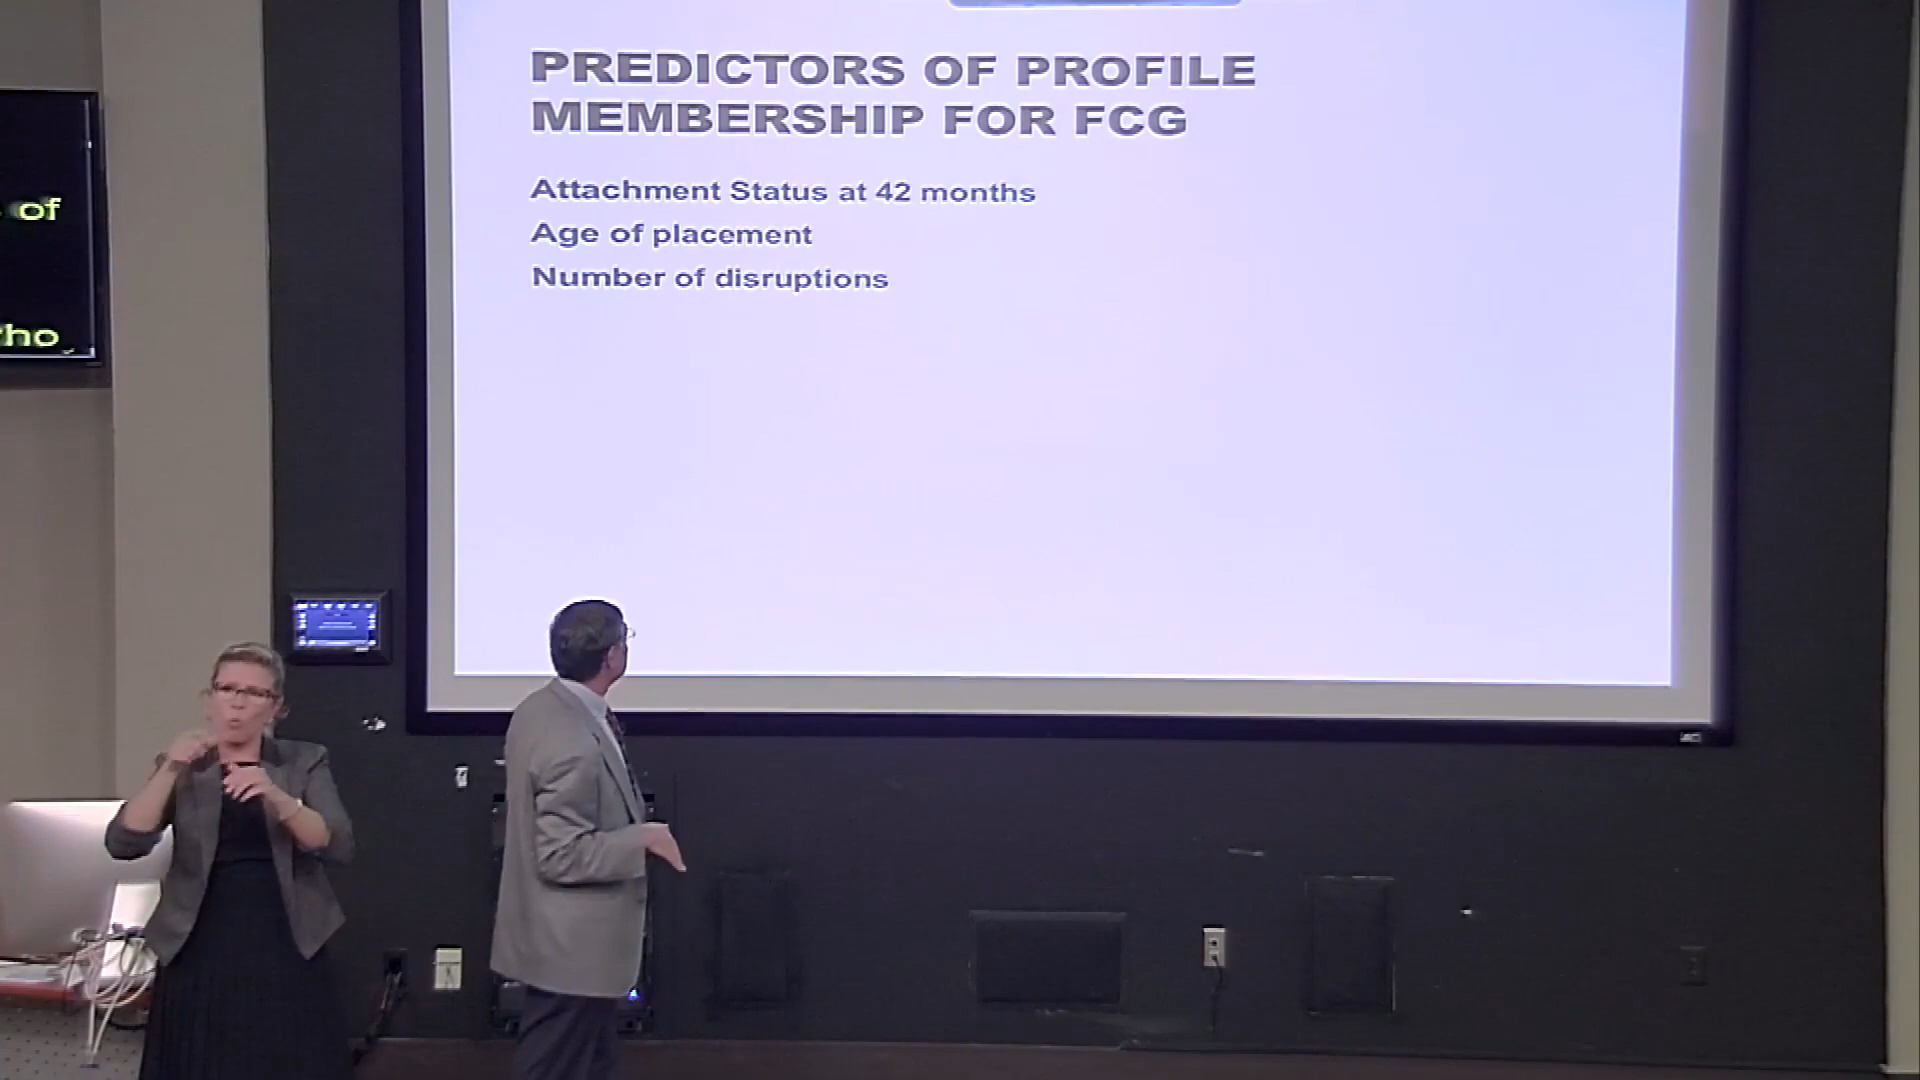 PREDICTORS OF PROFILE
MEMBERSHIP FOR FCG
Attachment Status at 42 months
Age of placement
Number of disruptions
of